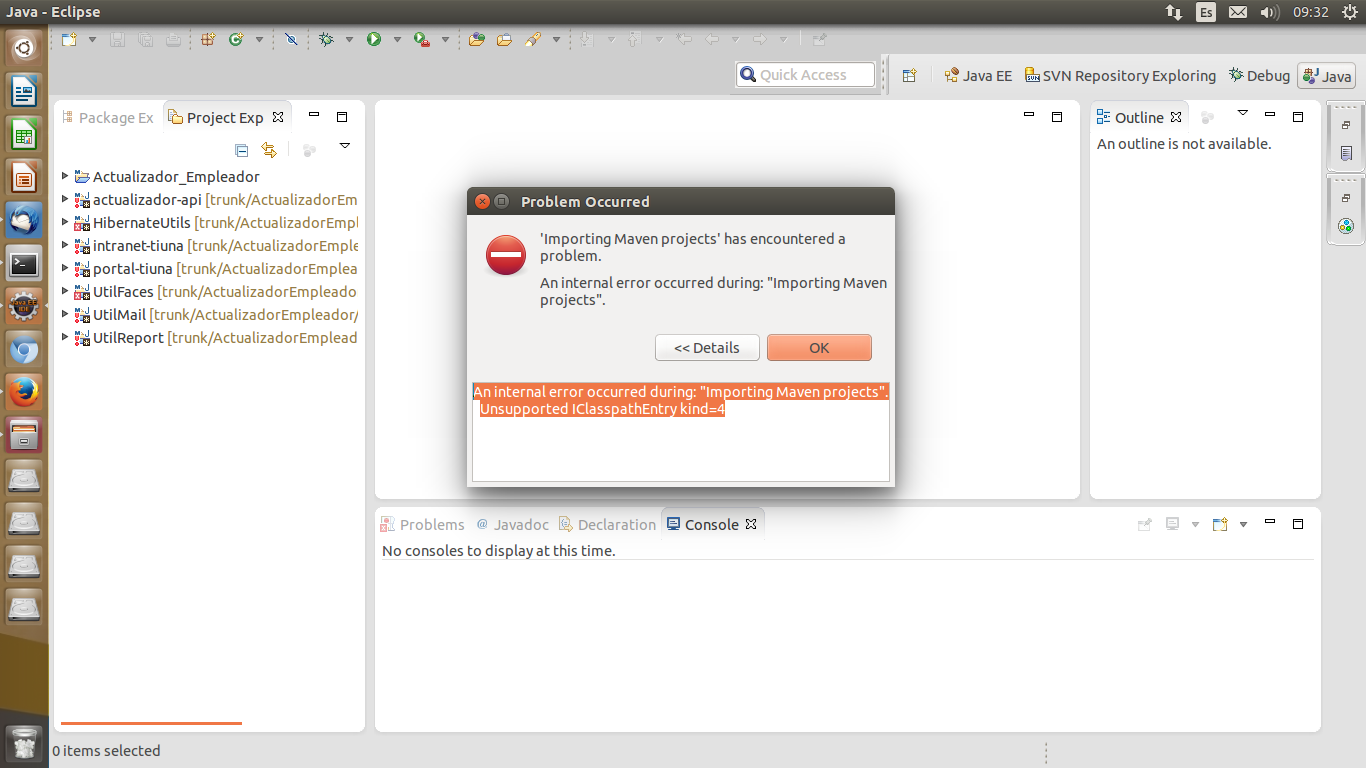 Java - Eclipse
Es
09:32
Quick Access
Java EE
SVN Repository Exploring
Debug
Java
Package Ex
Project Exp
Outline
An outline is not available.
Actualizador_Empleador
actualizador-api [trunk/ActualizadorEm
HibernateUtils [trunk/ActualizadorEmpl
intranet-tiuna [trunk/ActualizadorEmple
portal-tiuna [trunk/ActualizadorEmplea
UtilFaces [trunk/ActualizadorEmpleado
UtilMail [trunk/ActualizadorEmpleador/
UtilReport [trunk/ActualizadorEmplead
Problem Occurred
'Importing Maven projects' has encountered a
problem.
An internal error occurred during: "Importing Maven
projects".
<< Details
OK
An internal error occurred during: "Importing Maven projects".
Unsupported IClasspathEntry kind=4
Problems
@ Javadoc
Declaration
Console
No consoles to display at this time.
0 items selected